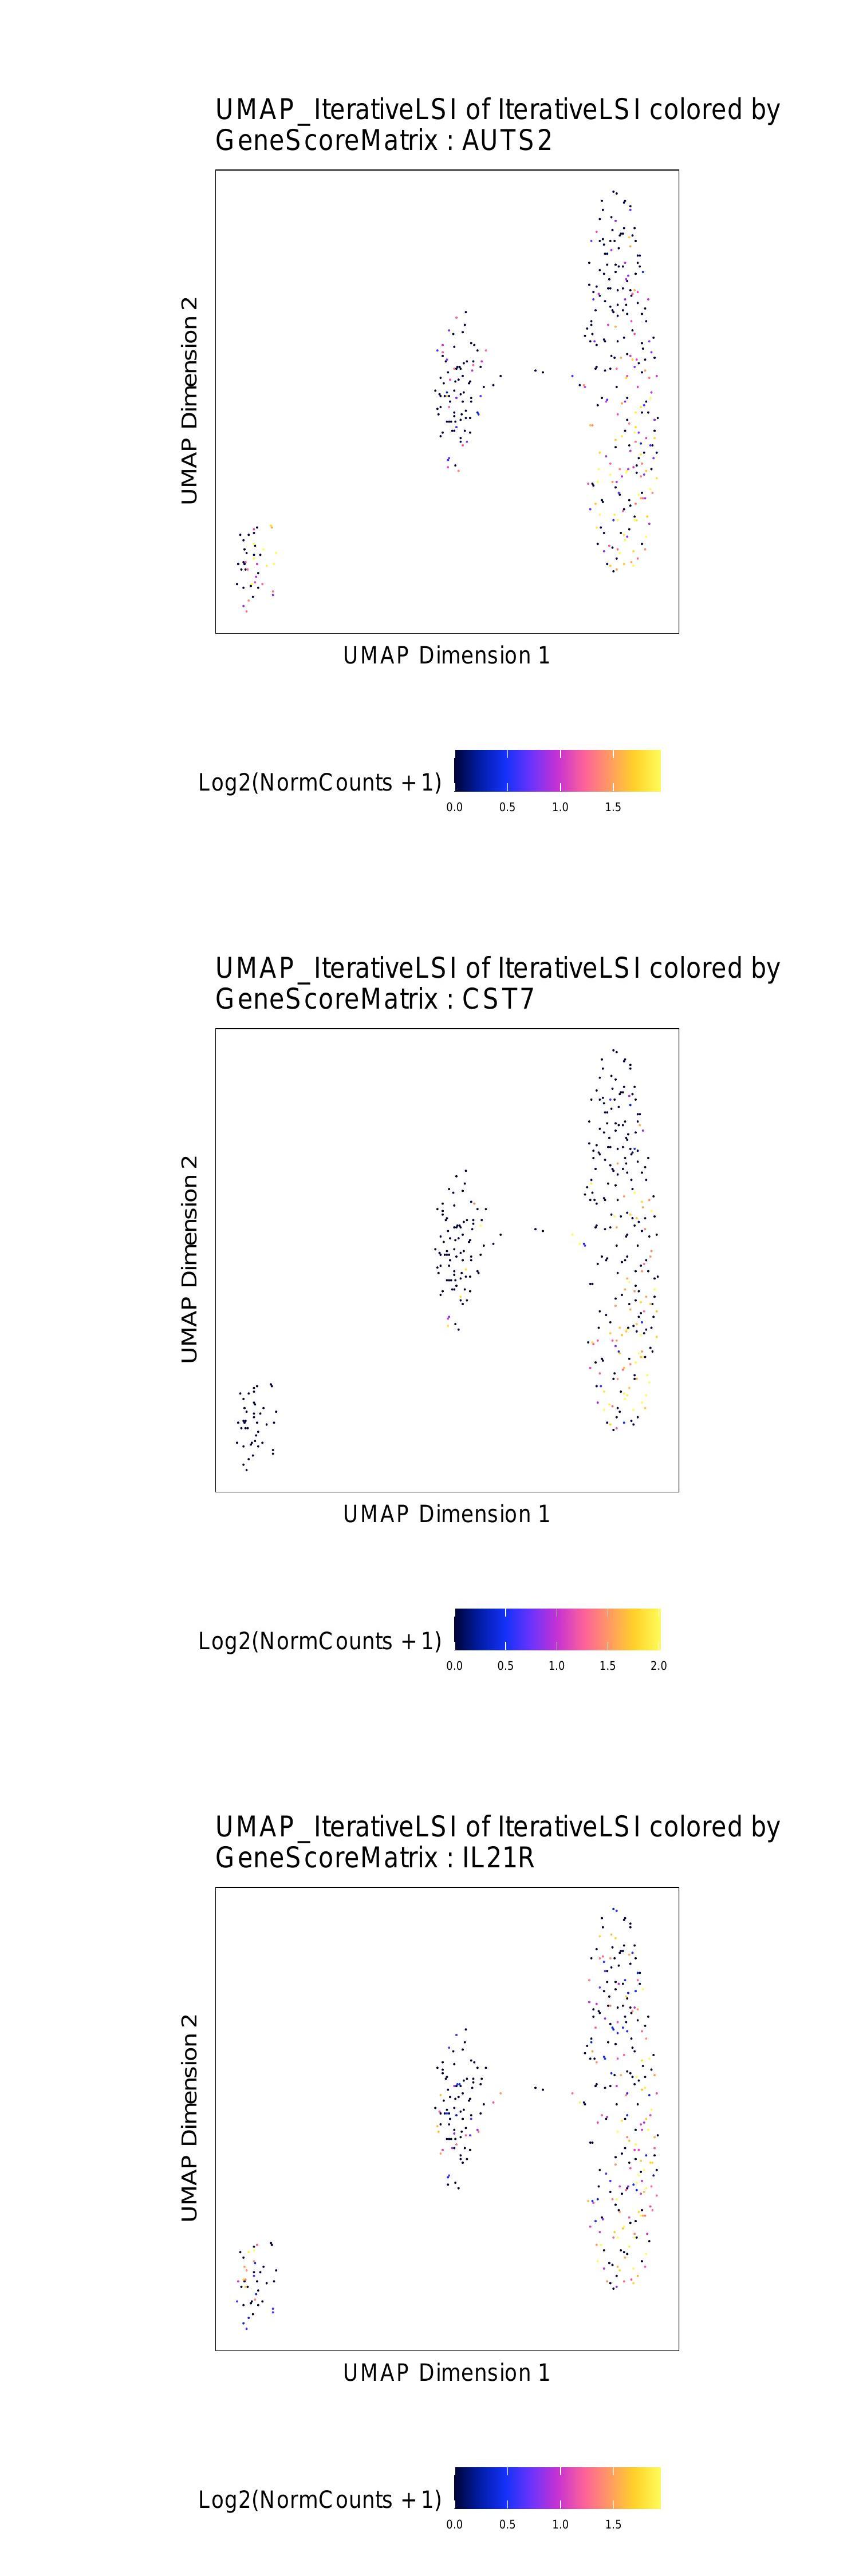 UMAP_IterativeLSI of IterativeLSI colored by
GeneScoreMatrix : AUTS2
UMAP Dimension 2
UMAP Dimension 1
Log2(NormCounts + 1)
0.0 0.5 1.0 1.5
UMAP_IterativeLSI of IterativeLSI colored by
GeneScoreMatrix : CST7
UMAP Dimension 2
UMAP Dimension 1
Log2(NormCounts + 1)
0.0 0.5 1.0 1.5 2.0
UMAP_IterativeLSI of IterativeLSI colored by
GeneScoreMatrix : IL21R
UMAP Dimension 2
UMAP Dimension 1
Log2(NormCounts + 1)
0.0 0.5 1.0 1.5